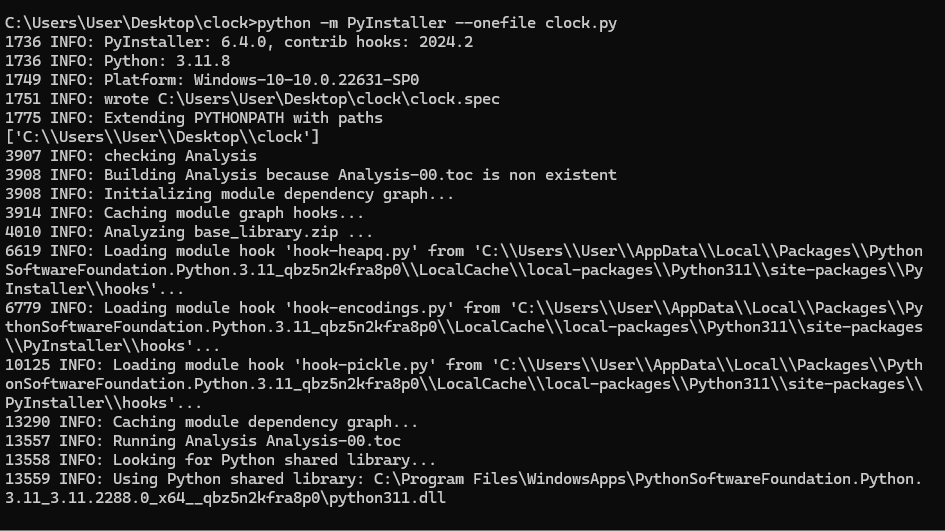 C:\Users\User\Desktop\clock>python -m PyInstaller --onefile clock.py
1736 INFO: PyInstaller: 6.4.0, contrib hooks: 2024.2
1736 INFO: Python: 3.11.8
1749 INFO: Platform: Windows-10-10.0.22631-SP0
1751 INFO: wrote C:\Users\User\Desktop\clock\clock.spec
1775 INFO: Extending PYTHONPATH with paths
['C:\\Users\\User\\Desktop\\clock']
3907 INFO: checking Analysis
3908 INFO: Building Analysis because Analysis-00.toc is non existent
3908 INFO: Initializing module dependency graph...
3914 INFO: Caching module graph hooks...
4010 INFO: Analyzing base_library.zip ...
6619 INFO: Loading module hook 'hook-heapq.py' from 'C:\\Users\\User\\AppData\\Local\\Packages\\Python
SoftwareFoundation.Python.3.11_qbz5n2kfra8p0\\LocalCache\\local-packages\\Python311\\site-packages\\Py
Installer\\hooks'...
6779 INFO: Loading module hook 'hook-encodings.py' from 'C:\\Users\\User\\AppData\\Local\\Packages\\Py
thonSoftwareFoundation.Python.3.11_qbz5n2kfra8p0\\LocalCache\\local-packages\\Python311\\site-packages
\\PyInstaller\\hooks'...
10125 INFO: Loading module hook 'hook-pickle.py' from 'C:\\Users\\User\\AppData\\Local\\Packages\\Pyth
onSoftwareFoundation.Python.3.11_qbz5n2kfra8p0\\LocalCache\\local-packages\\Python311\\site-packages\\
PyInstaller\\hooks'...
13290 INFO: Caching module dependency graph...
13557 INFO: Running Analysis Analysis-00.toc
13558 INFO: Looking for Python shared library...
13559 INFO: Using Python shared library: C:\Program Files\WindowsApps\PythonSoftwareFoundation.Python.
3.11_3.11.2288.0_x64__qbz5n2kfra8p0\python311.dll